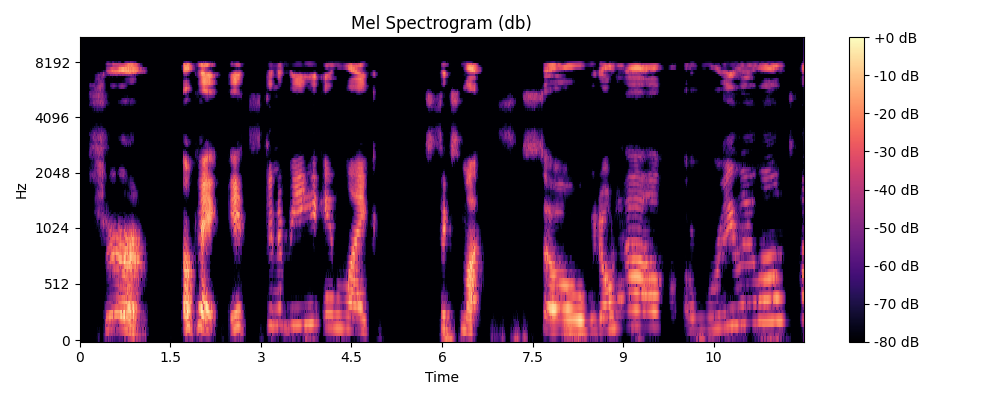 Mel Spectrogram (db)
8192
4096
2048
1024
512
0
Hz
0 1.5 3 4.5 6 7.5 9 10
Time
+0 dB
-10 dB
-20 dB
-30 dB
-40 dB
-50 dB
-60 dB
-70 dB
-80 dB